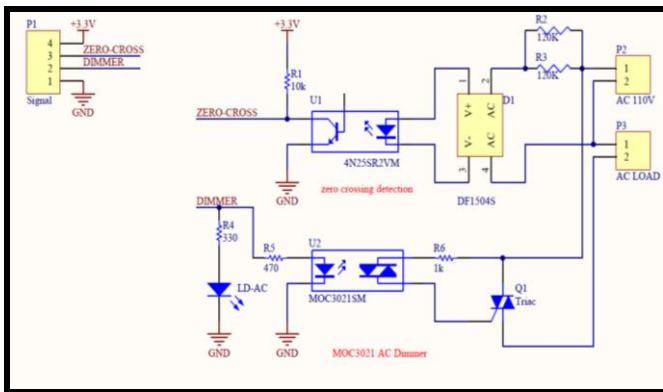 P1
+3.3V
4
3
2
1
ZERO-CROSS
DIMMER
Signal
GND
+3.3V
R1
10k
ZERO-CROSS
U1
4N25SR2VM
GND
zero crossing detection
1
2
V+
AC
V-
AC
3
4
D1
DF1504S
R2
120K
R3
120K
P2
1
2
AC 110V
P3
1
2
AC LOAD
DIMMER
R4
330
LD-AC
GND
R5
470
U2
MOC3021SM
GND
MOC3021 AC Dimmer
R6
1k
Q1
Triac